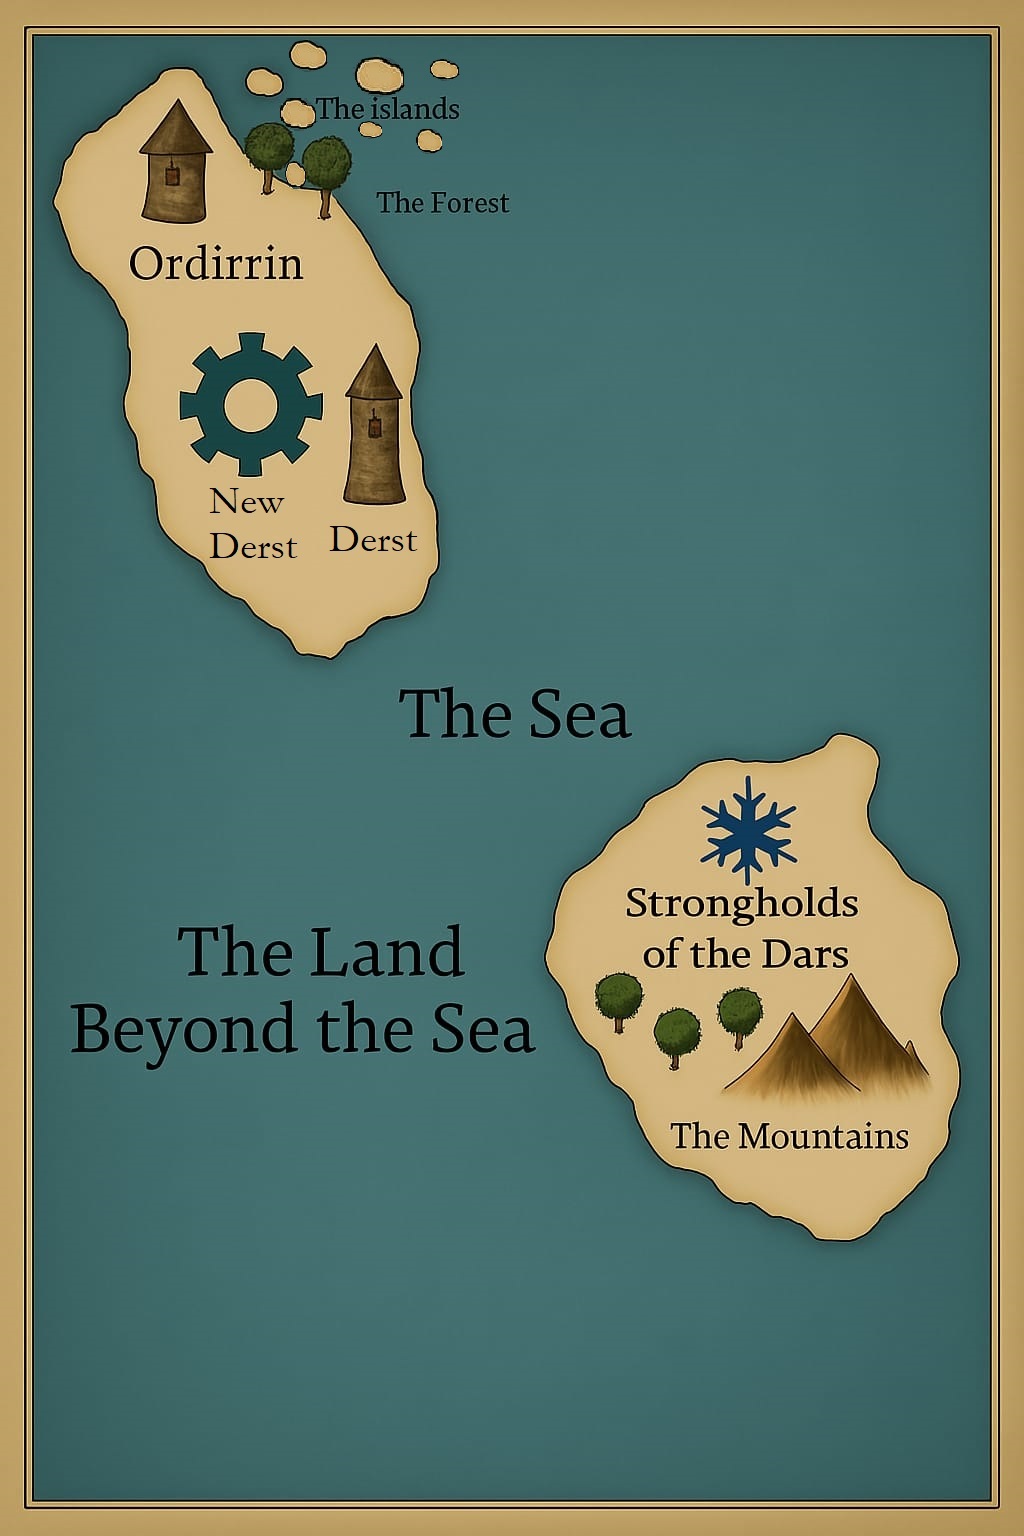 The islands
The Forest
Ordirrin
New
Derst
Derst
The Sea
Strongholds
of the Dars
The Land
Beyond the Sea
The Mountains